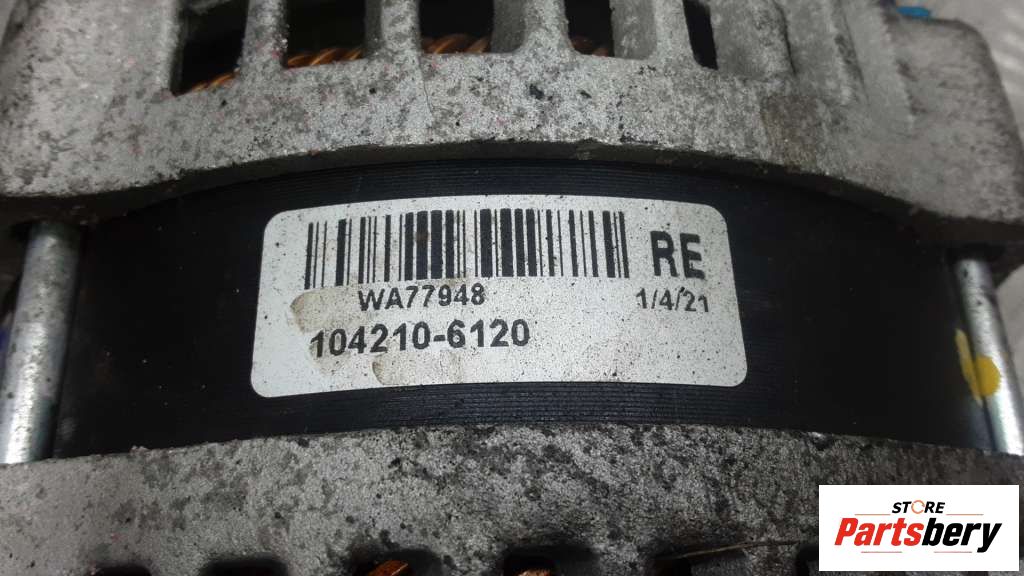 RE
WA77948
1/4/21
104210-6120
STORE
Partsbery